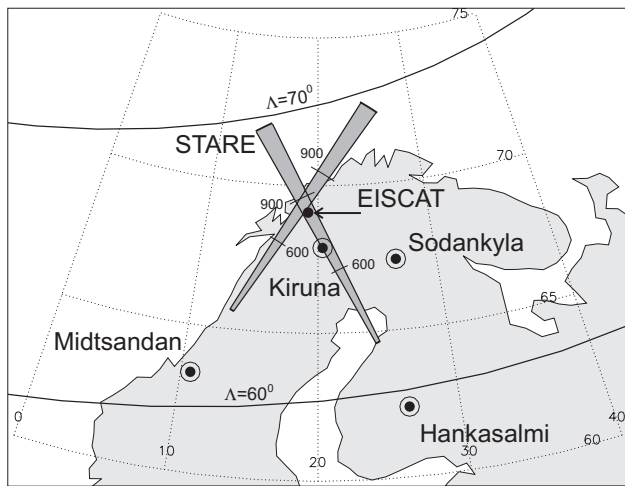 75
Λ=70⁰
STARE
900
70
900
EISCAT
600
600
Sodankyla
Kiruna
65
Midtsandan
Λ=60⁰
0
40
Hankasalmi
10
20
30
60